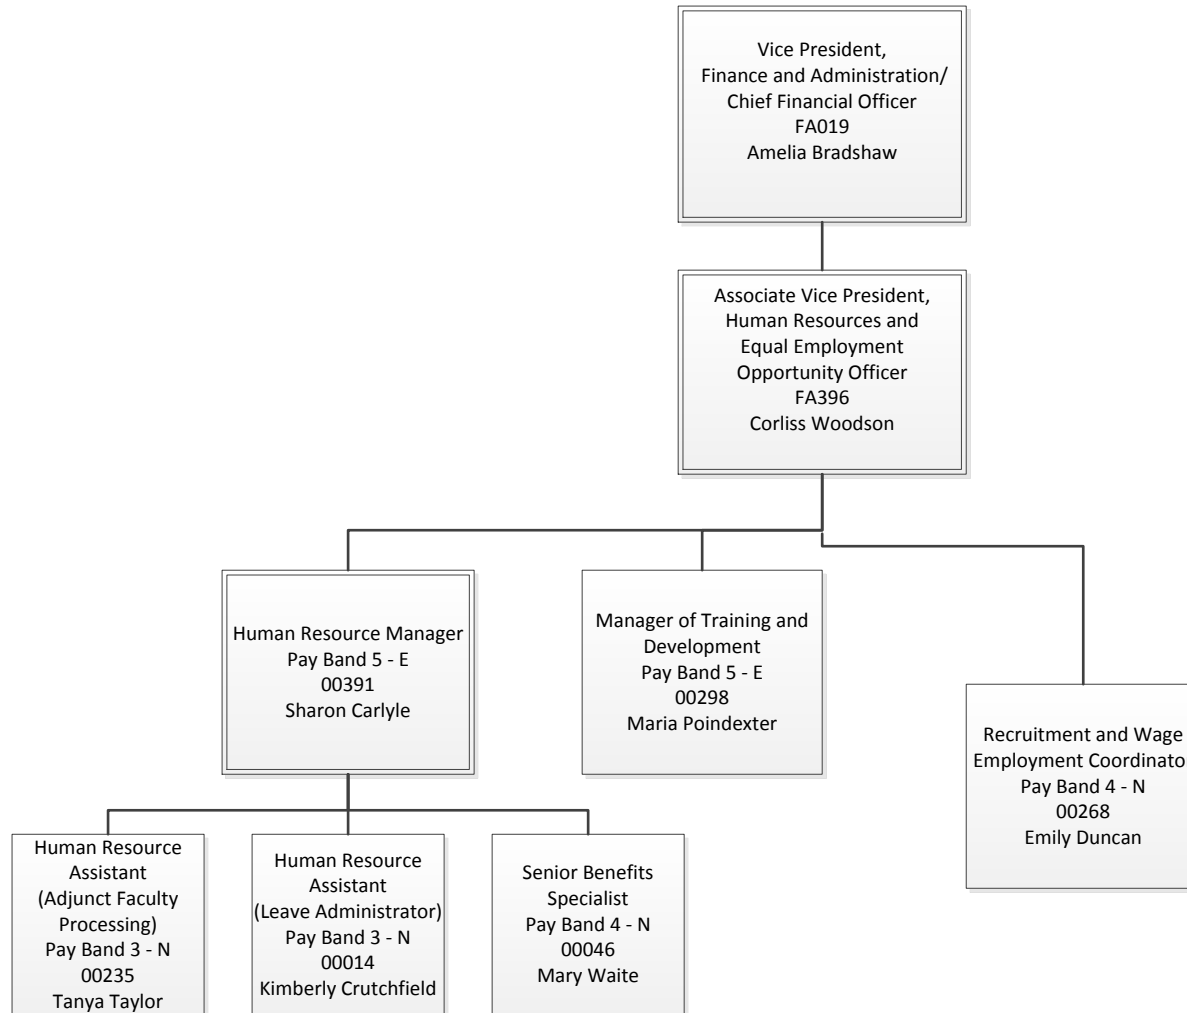 Vice President,
Finance and Administration/
Chief Financial Officer
FA019
Amelia Bradshaw
Associate Vice President,
Human Resources and
Equal Employment
Opportunity Officer
FA396
Corliss Woodson
Human Resource Manager
Pay Band 5 - E
00391
Sharon Carlyle
Manager of Training and
Development
Pay Band 5 - E
00298
Maria Poindexter
Recruitment and Wage
Employment Coordinato
Pay Band 4 - N
00268
Emily Duncan
Human Resource
Assistant
(Adjunct Faculty
Processing)
Pay Band 3 - N
00235
Tanya Taylor
Human Resource
Assistant
(Leave Administrator)
Pay Band 3 - N
00014
Kimberly Crutchfield
Senior Benefits
Specialist
Pay Band 4 - N
00046
Mary Waite